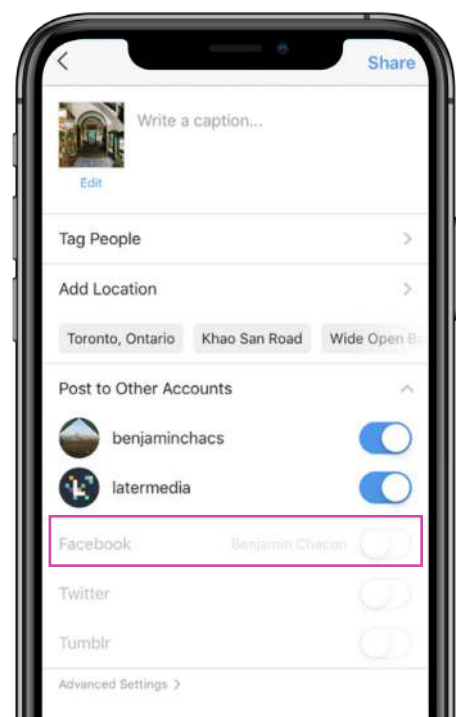 Share
Write a caption...
Edit
Tag People
Add Location
Toronto, Ontario Khao San Road Wide Open
Post to Other Accounts
benjaminchacs
latermedia
Facebook Benjamin Chacon
Twitter
Tumblr
Advanced Settings >